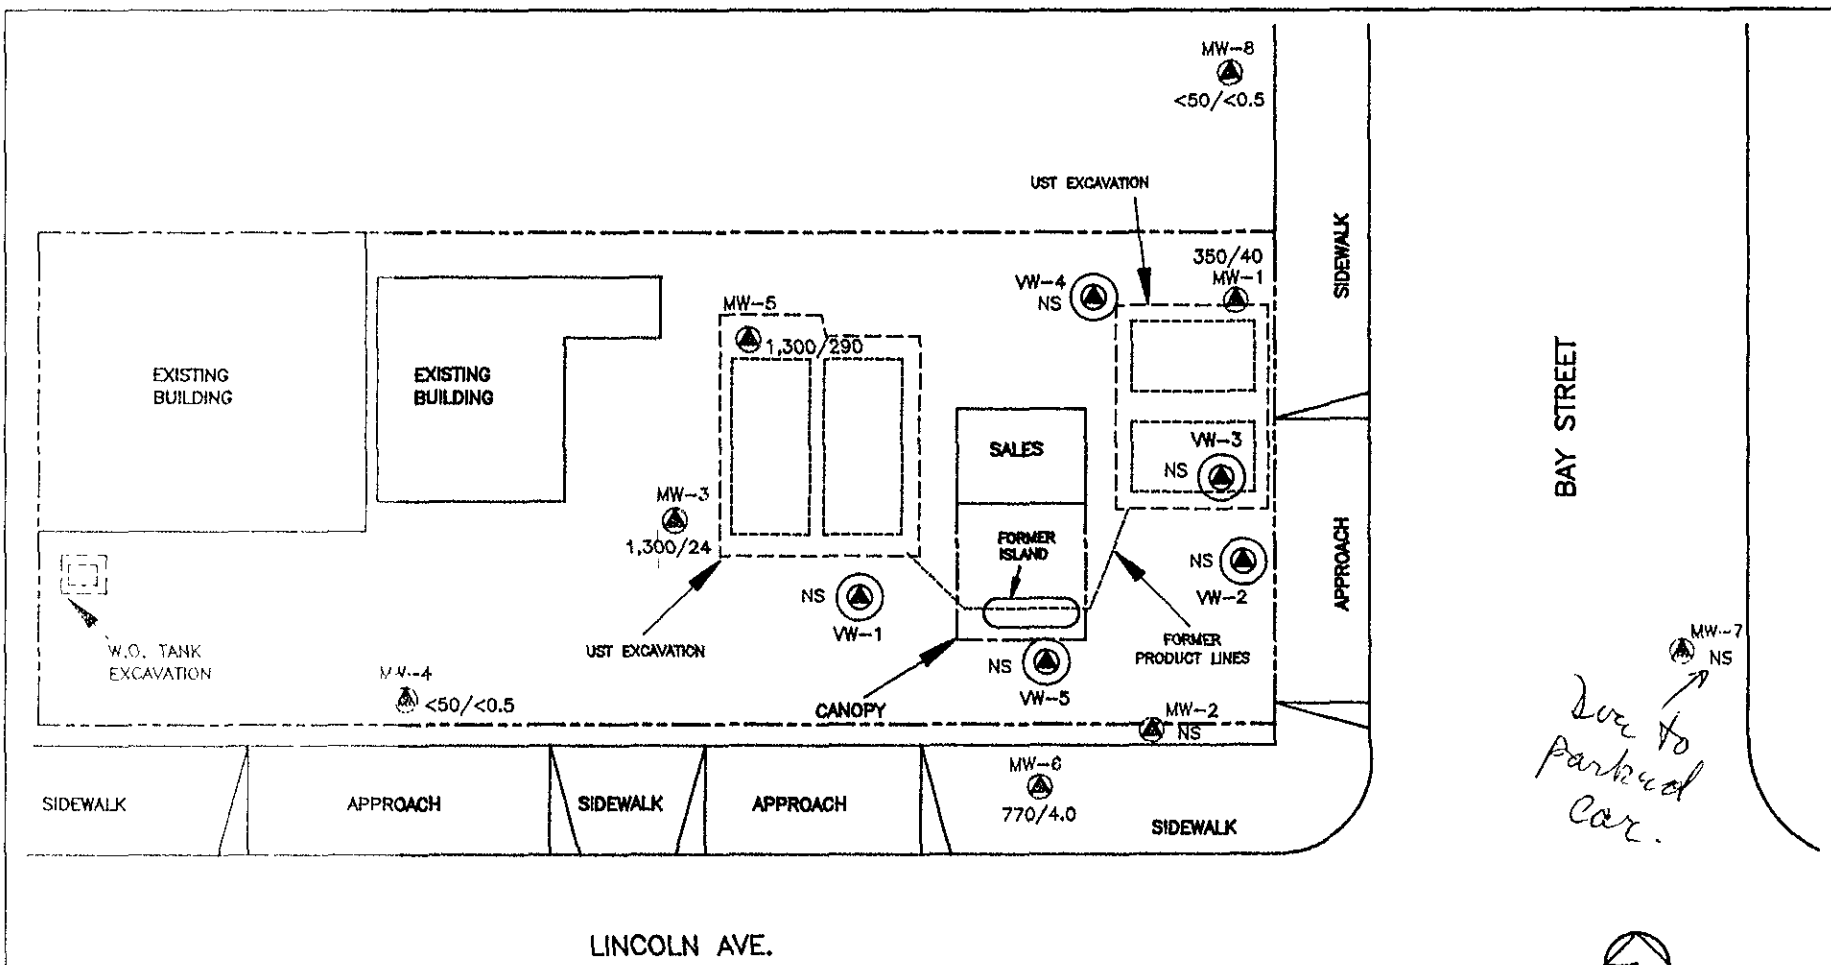 MW-8
<50/<0.5
UST EXCAVATION
SIDEWALK
350/40
MW-1
VW-4
NS
MW-5
1,300/290
EXISTING
BUILDING
EXISTING
BUILDING
BAY STREET
SALES
VW-3
NS
MW-3
1,300/24
FORMER
ISLAND
NS
VW-2
APPROACH
NS
VW-1
W.O. TANK
EXCAVATION
UST EXCAVATION
FORMER
PRODUCT LINES
MW-7
NS
MW-4
<50/<0.5
NS
VW-5
CANOPY
MW-2
NS
Due to
parked
car.
MW-6
770/4.0
SIDEWALK
APPROACH
SIDEWALK
APPROACH
SIDEWALK
LINCOLN AVE.